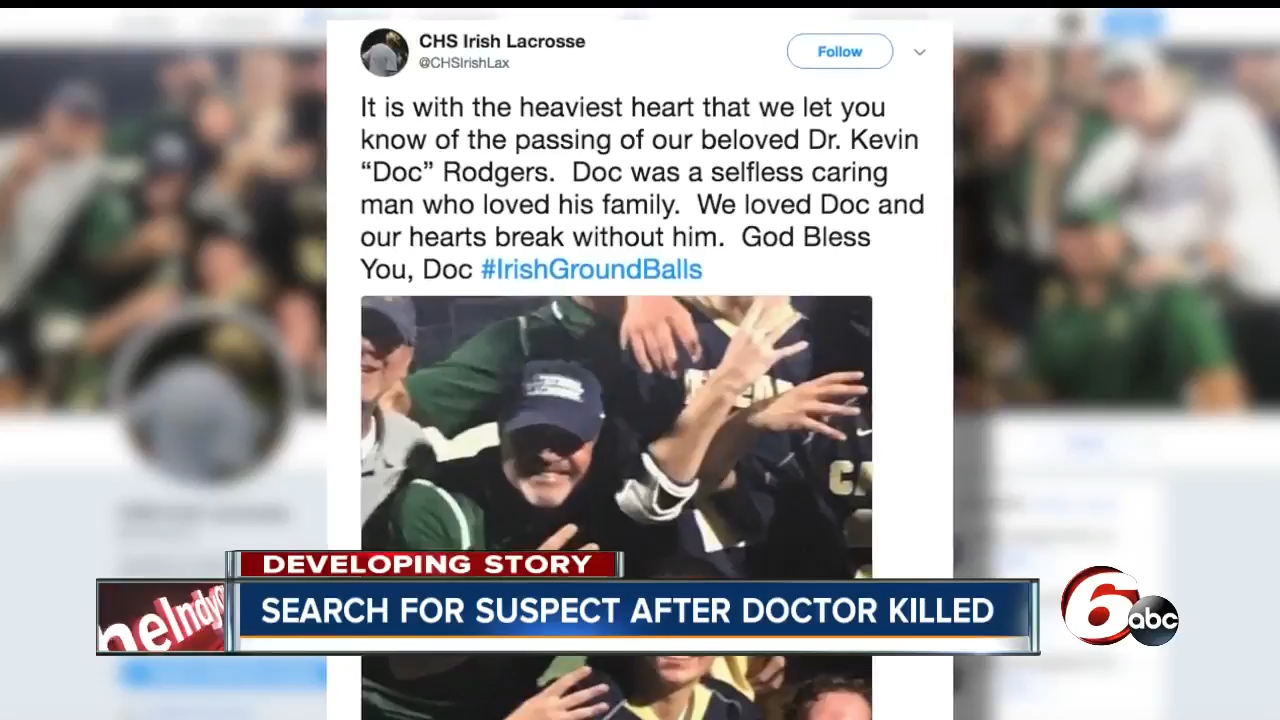 CHS Irish Lacrosse
@CHSIrishLax
Follow
It is with the heaviest heart that we let you
know of the passing of our beloved Dr. Kevin
“Doc” Rodgers. Doc was a selfless caring
man who loved his family. We loved Doc and
our hearts break without him. God Bless
You, Doc #IrishGroundBalls
DEVELOPING STORY
SEARCH FOR SUSPECT AFTER DOCTOR KILLED
heIndyC
6
abc